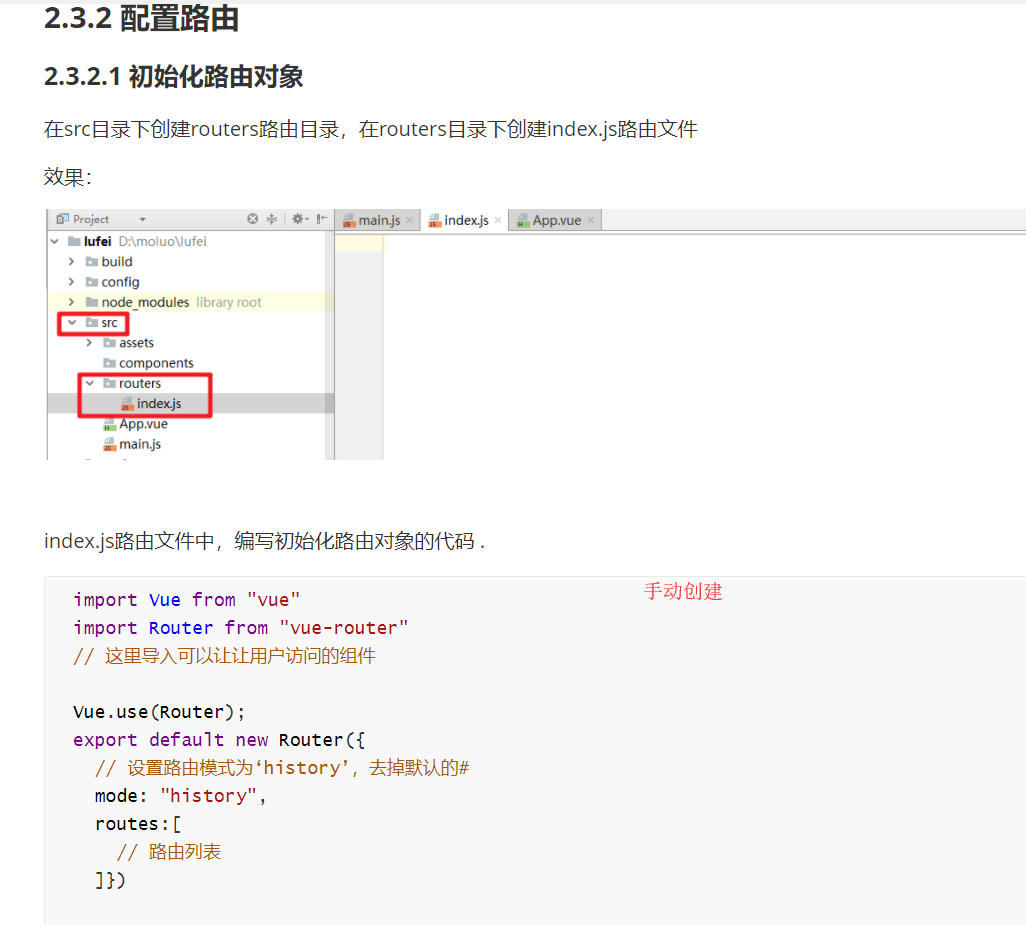 2.3.2 配置路由
2.3.2.1 初始化路由对象
在src目录下创建routers路由目录，在routers目录下创建index.js路由文件
效果：
Project
main.js
index.js
App.vue
lufei D:\moluo\lufei
build
config
node_modules library root
src
assets
components
routers
index.js
App.vue
main.js
index.js路由文件中，编写初始化路由对象的代码 .
手动创建
import Vue from "vue"
import Router from "vue-router"
// 这里导入可以让让用户访问的组件
Vue.use(Router);
export default new Router({
// 设置路由模式为‘history’，去掉默认的#
mode: "history",
routes:[
// 路由列表
]})